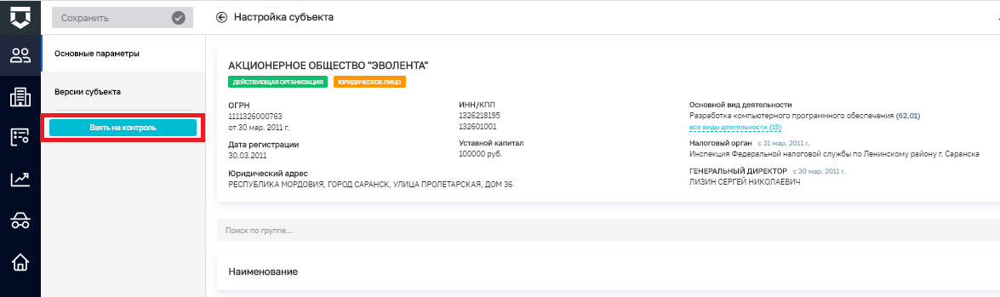 Сохранить
Настройка субъекта
Основные параметры
Версии субъекта
Взять на контроль
АКЦИОНЕРНОЕ ОБЩЕСТВО "ЭВОЛЕНТА"
ДЕЙСТВУЮЩАЯ ОРГАНИЗАЦИЯ ЮРИДИЧЕСКОЕ ЛИЦО
ОГРН
1111326000763
от 30 мар. 2011 г.
Дата регистрации
30.03.2011
ИНН/КПП
1326218195
132601001
Уставной капитал
100000 руб.
Юридический адрес
РЕСПУБЛИКА МОРДОВИЯ, ГОРОД САРАНСК, УЛИЦА ПРОЛЕТАРСКАЯ, ДОМ 36
Основной вид деятельности
Разработка компьютерного программного обеспечения (62.01)
все виды деятельности (15)
Налоговый орган с 31 мар. 2011 г.
Инспекция Федеральной налоговой службы по Ленинскому району г. Саранска
ГЕНЕРАЛЬНЫЙ ДИРЕКТОР с 30 мар. 2011 г.
ЛИЗИН СЕРГЕЙ НИКОЛАЕВИЧ
Поиск по группе...
Наименование